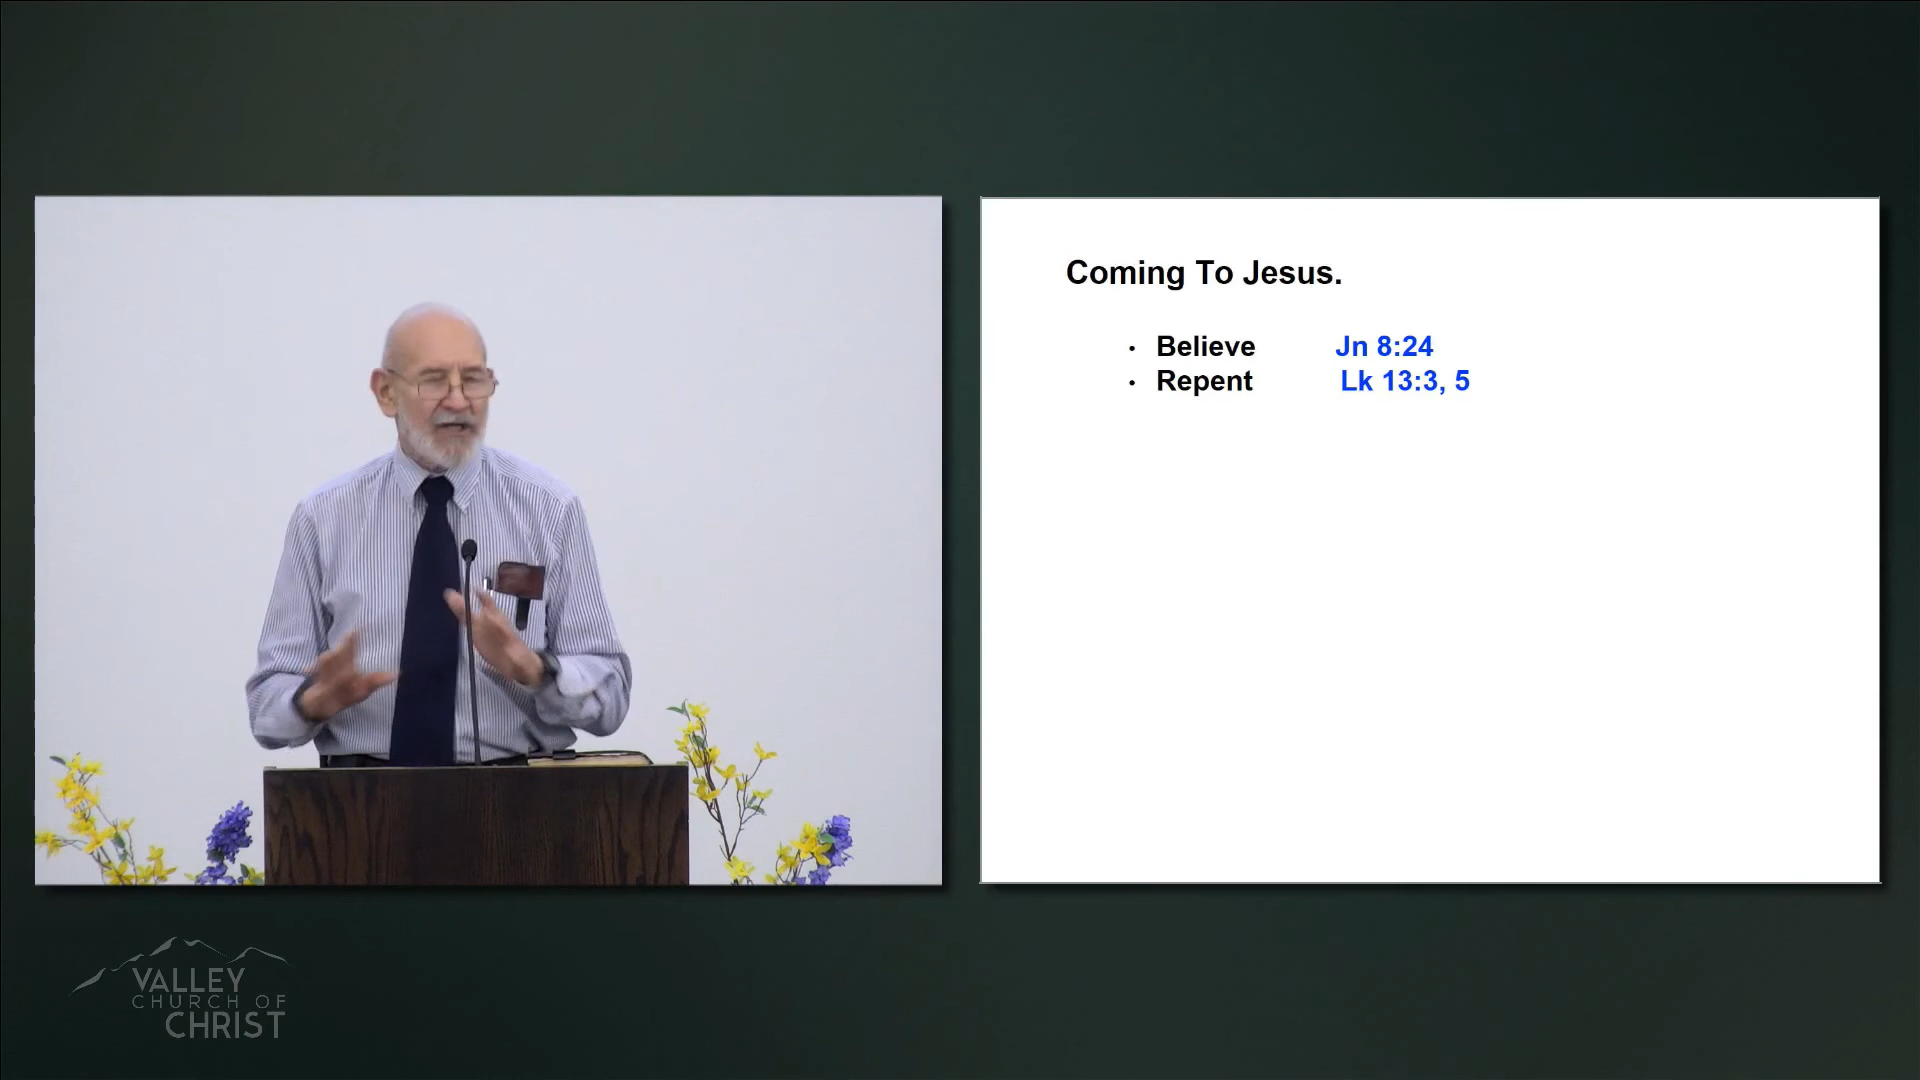 Coming To Jesus.
• Believe Jn 8:24
• Repent Lk 13:3, 5
VALLEY
CHURCH OF
CHRIST